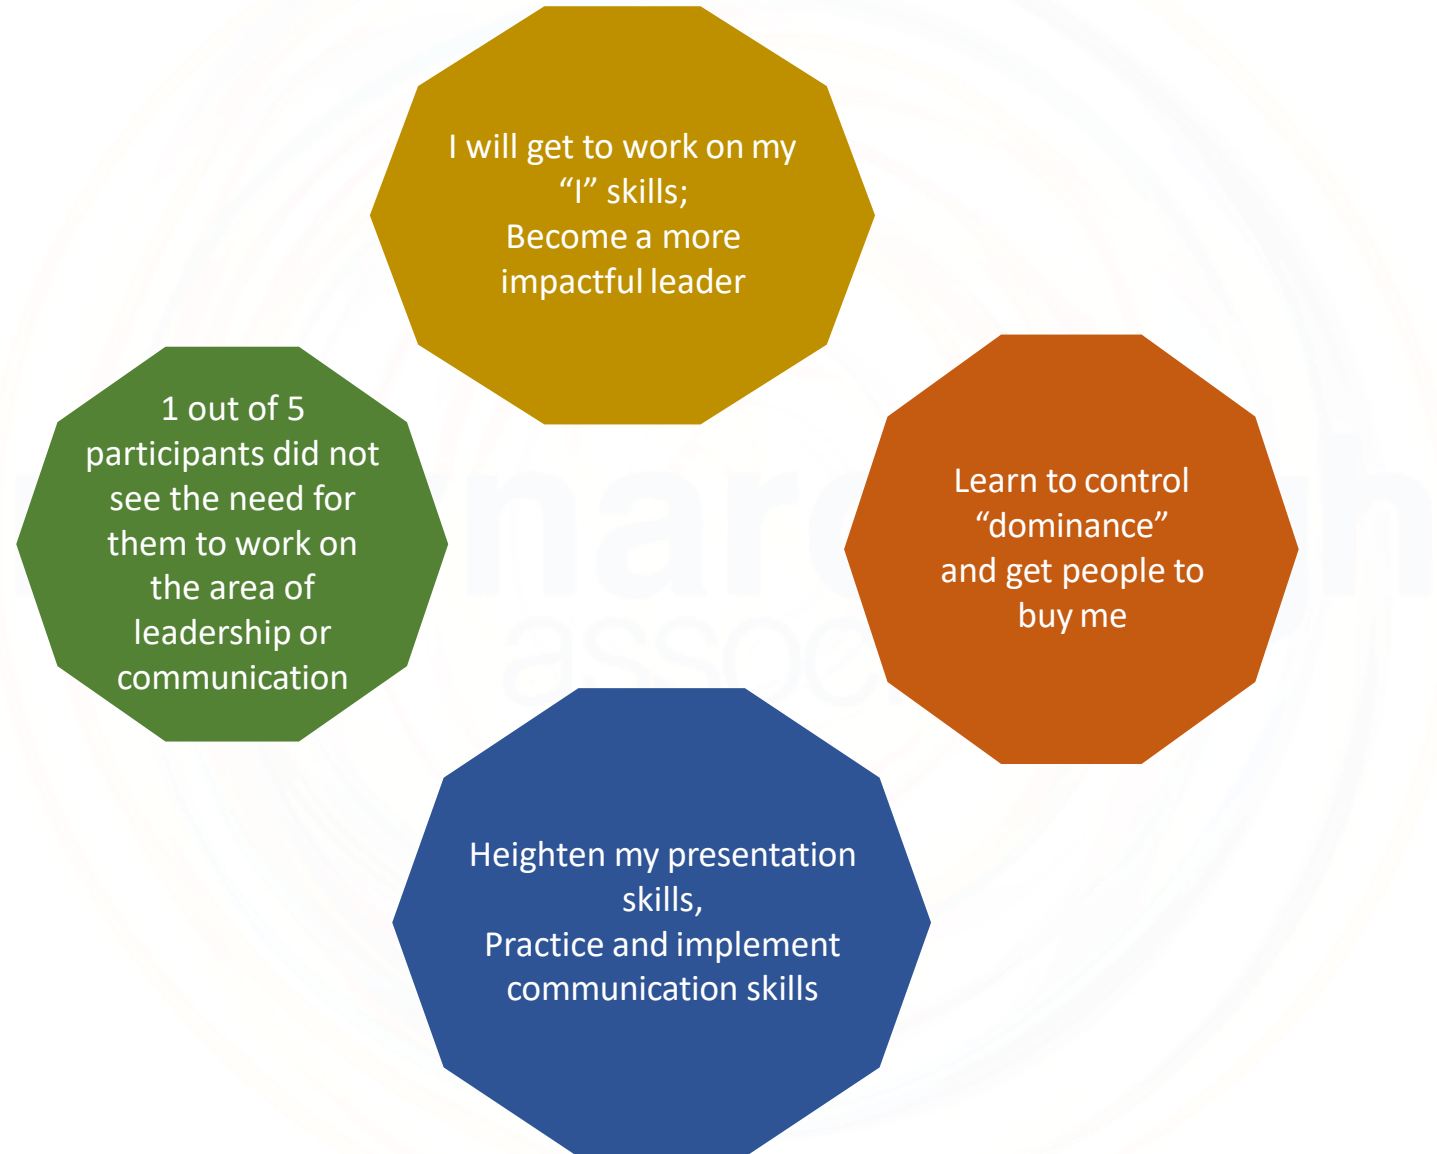 I will get to work on my
“I” skills;
Become a more
impactful leader
1 out of 5
participants did not
see the need for
them to work on
the area of
leadership or
communication
Learn to control
“dominance”
and get people to
buy me
Heighten my presentation
skills,
Practice and implement
communication skills